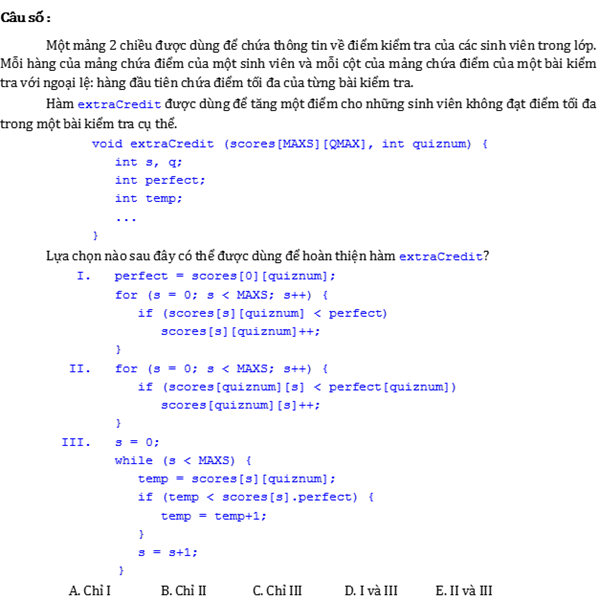 Câu số :
Một mảng 2 chiều được dùng để chứa thông tin về điểm kiểm tra của các sinh viên trong lớp.
Mỗi hàng của mảng chứa điểm của một sinh viên và mỗi cột của mảng chứa điểm của một bài kiểm
tra với ngoại lệ: hàng đầu tiên chứa điểm tối đa của từng bài kiểm tra.
Hàm extraCredit được dùng để tăng một điểm cho những sinh viên không đạt điểm tối đa
trong một bài kiểm tra cụ thể.
void extraCredit (scores[MAXS][QMAX], int quiznum) {
int s, q;
int perfect;
int temp;
...
}
Lựa chọn nào sau đây có thể được dùng để hoàn thiện hàm extraCredit?
I. perfect = scores[0][quiznum];
for (s = 0; s < MAXS; s++) {
if (scores[s][quiznum] < perfect)
scores[s][quiznum]++;
}
II. for (s = 0; s < MAXS; s++) {
if (scores[quiznum][s] < perfect[quiznum])
scores[quiznum][s]++;
}
III. s = 0;
while (s < MAXS) {
temp = scores[s][quiznum];
if (temp < scores[s].perfect) {
temp = temp+1;
}
s = s+1;
}
A. Chỉ I B. Chỉ II C. Chỉ III D. I và III E. II và III